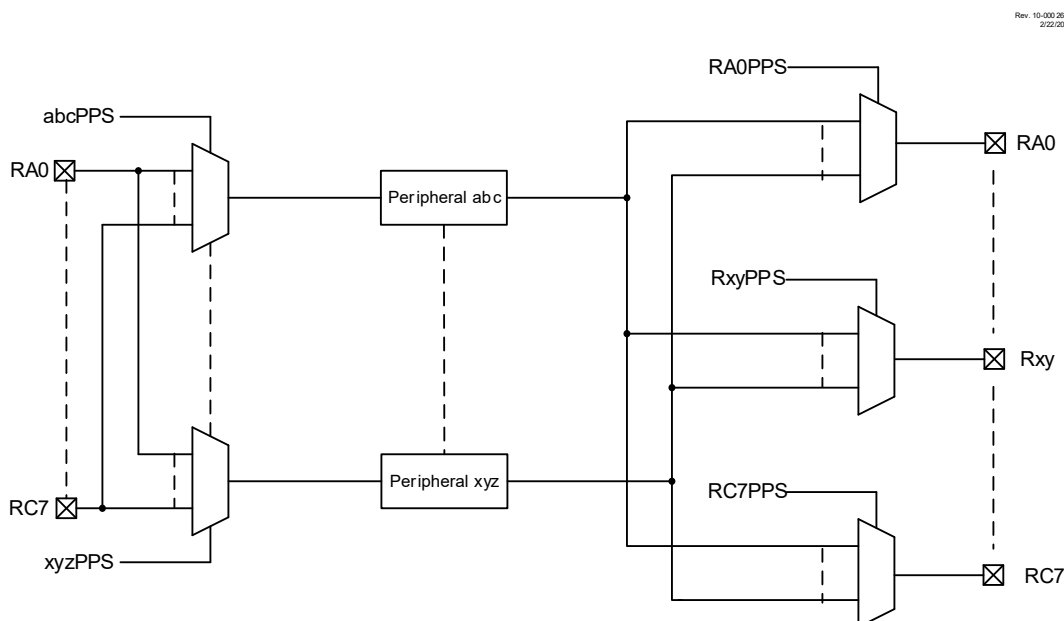 Rev. 10-000 26
2/22/20
RA0PPS
abcPPS
RA0
RA0
Peripheral abc
RxyPPS
Rxy
Peripheral xyz
RC7PPS
RC7
xyzPPS
RC7